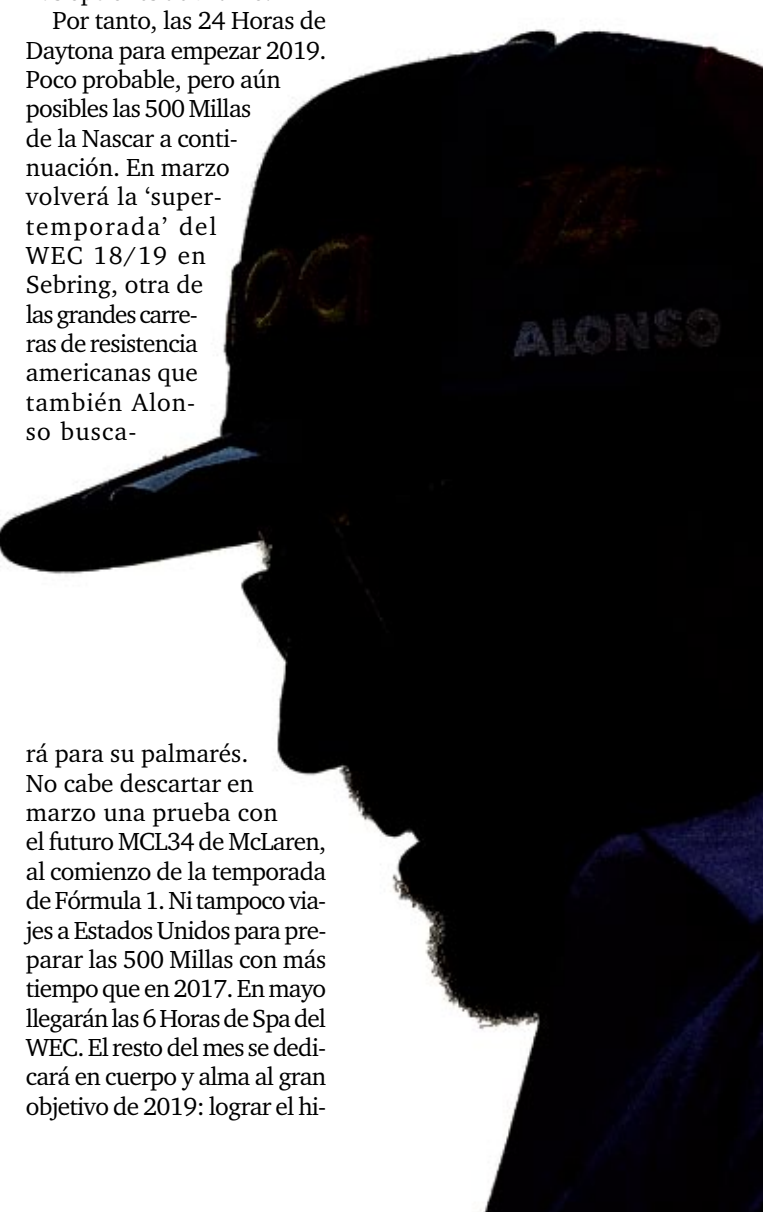 Por tanto, las 24 Horas de
Daytona para empezar 2019.
Poco probable, pero aún
posibles las 500 Millas
de la Nascar a conti-
nuación. En marzo
volverá la ‘super-
temporada’ del
WEC 18/19 en
Sebring, otra de
las grandes carre-
ras de resistencia
americanas que
también Alon-
so busca-
rá para su palmarés.
No cabe descartar en
marzo una prueba con
el futuro MCL34 de McLaren,
al comienzo de la temporada
de Fórmula 1. Ni tampoco via-
jes a Estados Unidos para pre-
parar las 500 Millas con más
tiempo que en 2017. En mayo
llegarán las 6 Horas de Spa del
WEC. El resto del mes se dedi-
cará en cuerpo y alma al gran
objetivo de 2019: lograr el hi-
14
ALONSO